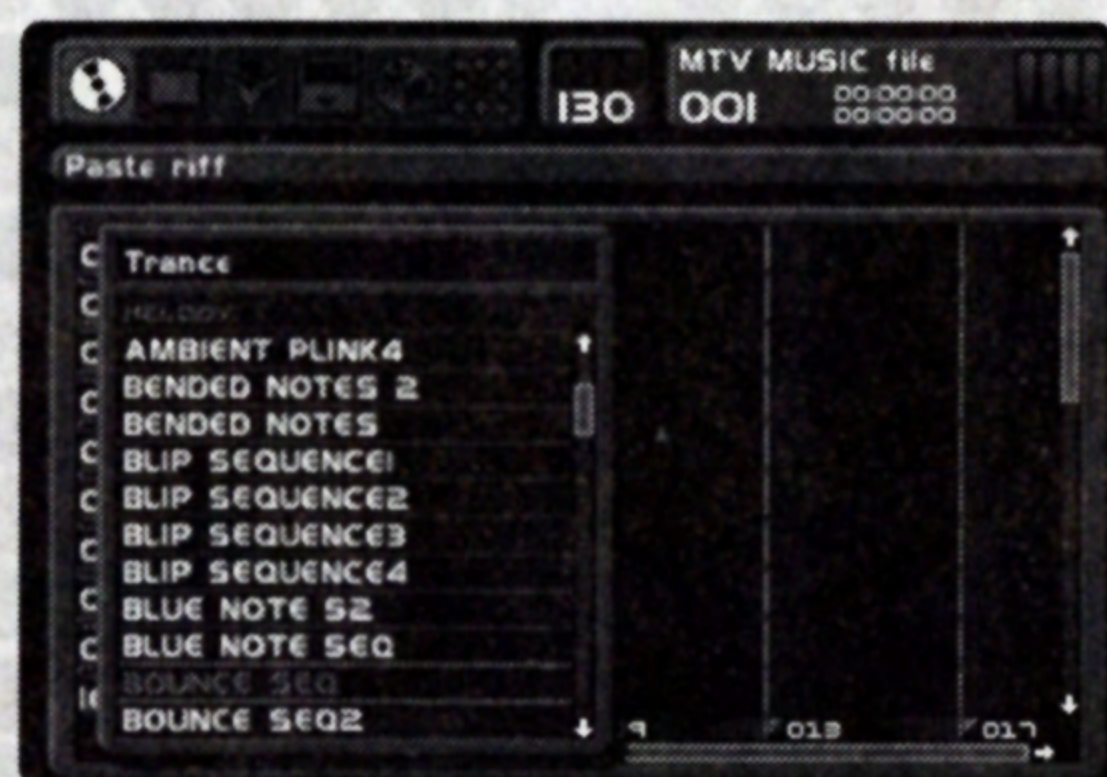 MTV MUSIC file
130
001
00:00:00
00:00:00
Paste riff
Trance
MELODY
AMBIENT PLINK4
BENDED NOTES 2
BENDED NOTES
BLIP SEQUENCE1
BLIP SEQUENCE2
BLIP SEQUENCE3
BLIP SEQUENCE4
BLUE NOTE S2
BLUE NOTE SEQ
BOUNCE SEQ
BOUNCE SEQ2
9
013
017